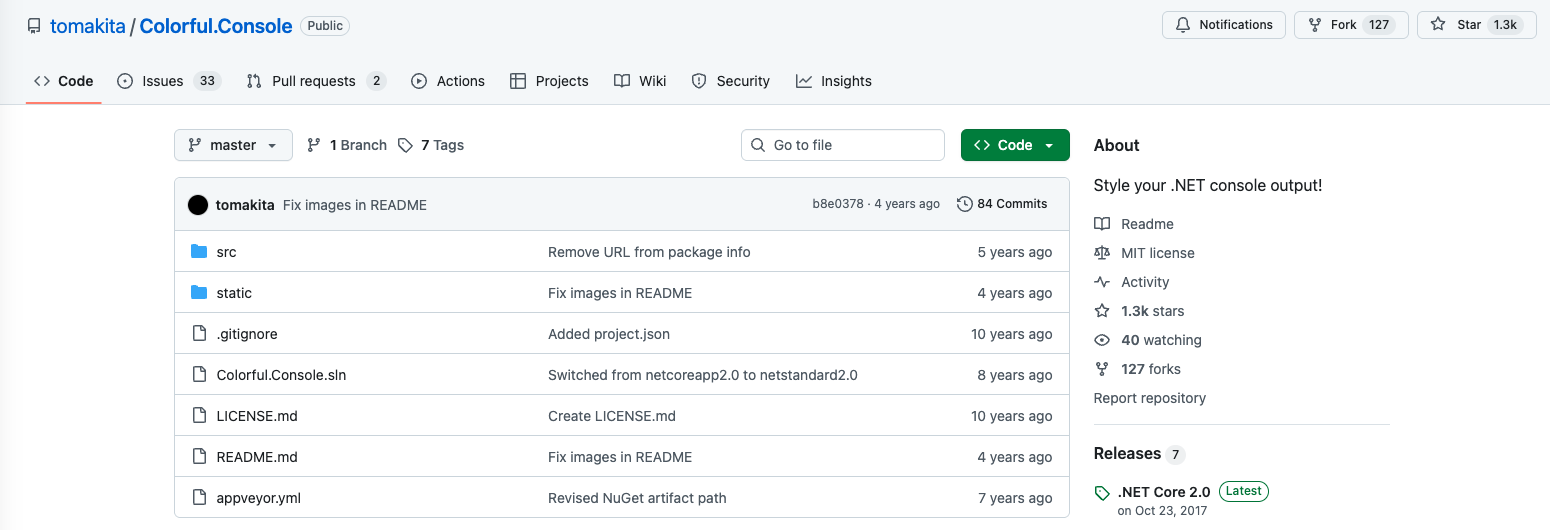 tomakita / Colorful.Console Public Notifications Fork 127 Star 1.3k
Code Issues 33 Pull requests 2 Actions Projects Wiki Security Insights
master 1 Branch 7 Tags Go to file Code
tomakita Fix images in README b8e0378 · 4 years ago 84 Commits
src Remove URL from package info 5 years ago
static Fix images in README 4 years ago
.gitignore Added project.json 10 years ago
Colorful.Console.sln Switched from netcoreapp2.0 to netstandard2.0 8 years ago
LICENSE.md Create LICENSE.md 10 years ago
README.md Fix images in README 4 years ago
appveyor.yml Revised NuGet artifact path 7 years ago
About
Style your .NET console output!
Readme
MIT license
Activity
1.3k stars
40 watching
127 forks
Report repository
Releases 7
.NET Core 2.0 Latest
on Oct 23, 2017